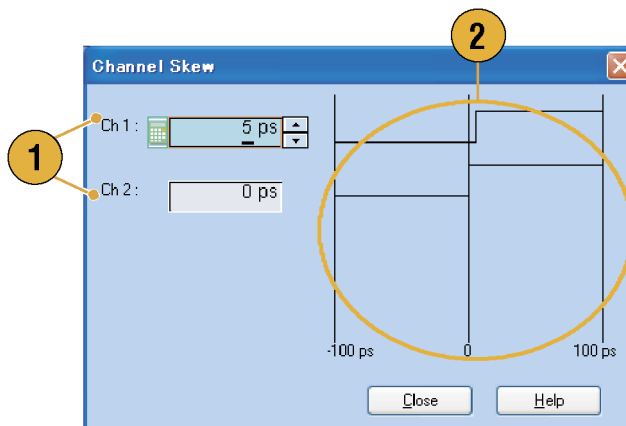 2
Channel Skew
Ch 1 : 5 ps
1
Ch 2 : 0 ps
-100 ps 0 100 ps
Close Help